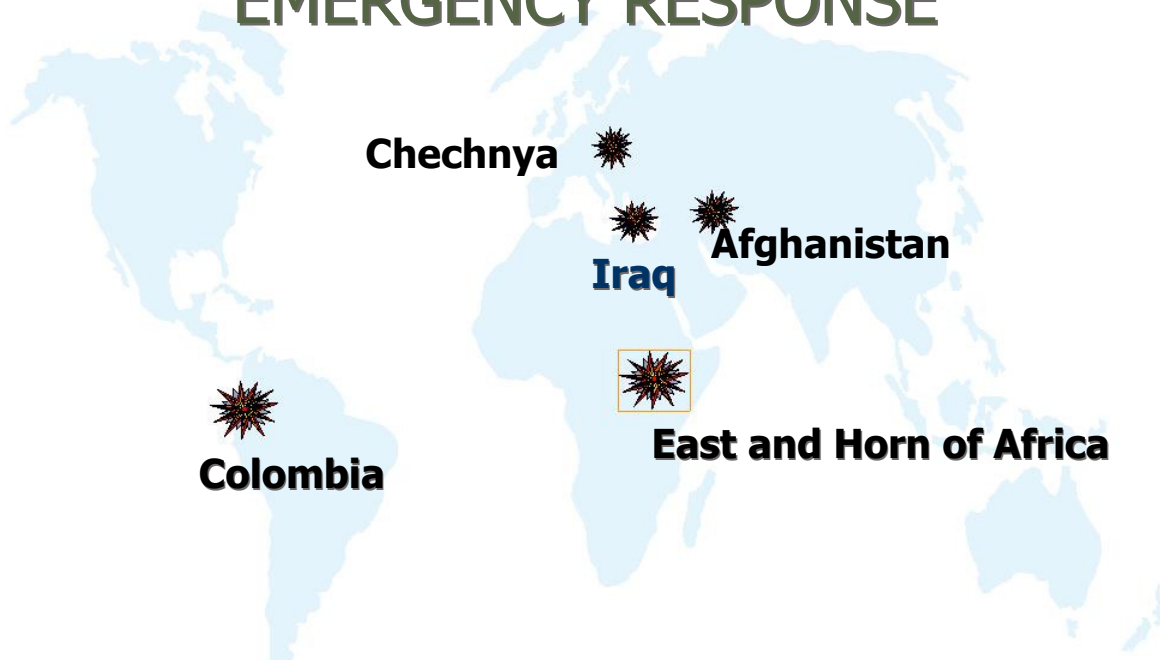 EMERGENCY RESPONSE
Chechnya
Afghanistan
Iraq
East and Horn of Africa
Colombia